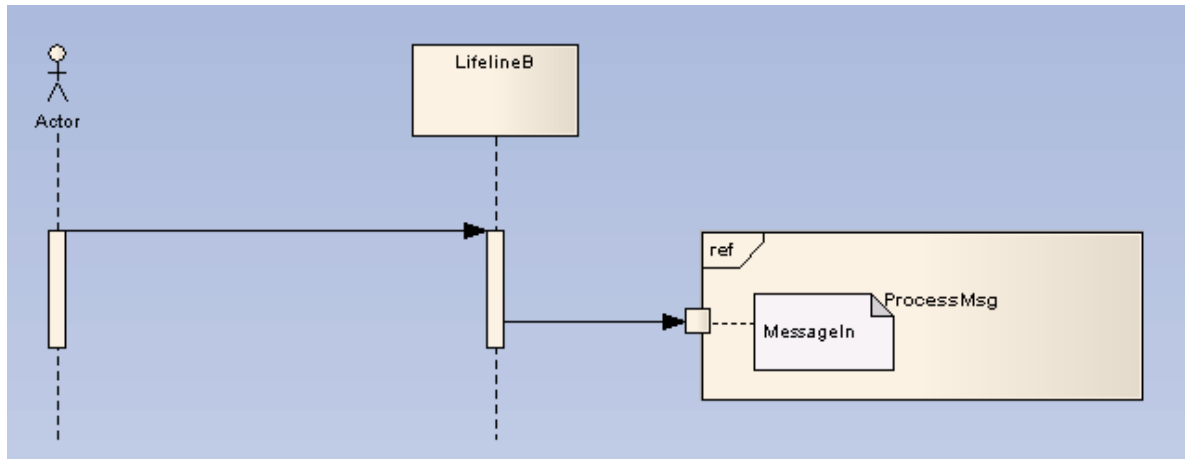 Actor
LifelineB
ref
ProcessMsg
MessageIn